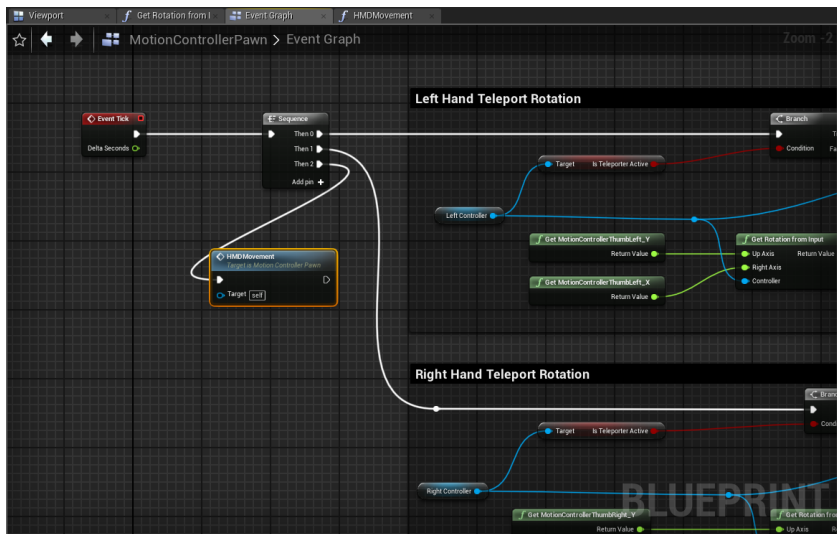 Viewport
Get Rotation from I
Event Graph
HMDMovement
MotionControllerPawn > Event Graph
Zoom -2
Left Hand Teleport Rotation
Event Tick
Delta Seconds
Sequence
Then 0
Then 1
Then 2
Add pin +
Branch
Condition
Target
Is Teleporter Active
Left Controller
Get MotionControllerThumbLeft_Y
Return Value
Get MotionControllerThumbLeft_X
Return Value
Get Rotation from Input
Up Axis
Return Value
Right Axis
Controller
HMDMovement
Target is Motion Controller Pawn
Target
self
Right Hand Teleport Rotation
Target
Is Teleporter Active
Right Controller
Get MotionControllerThumbRight_Y
Return Value
Get Rotation
Up Axis
BLUEPRINT